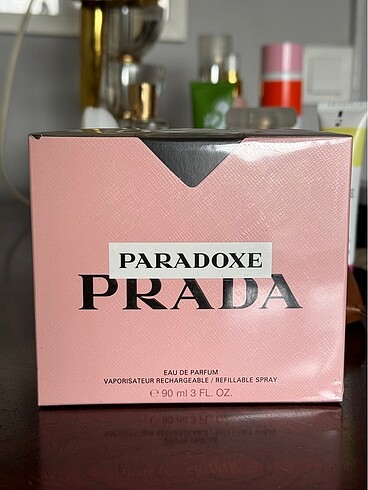 PARADOXE
PRADA
EAU DE PARFUM
VAPORISATEUR RECHARGEABLE / REFILLABLE SPRAY
℮ 90 ml 3 FL. OZ.